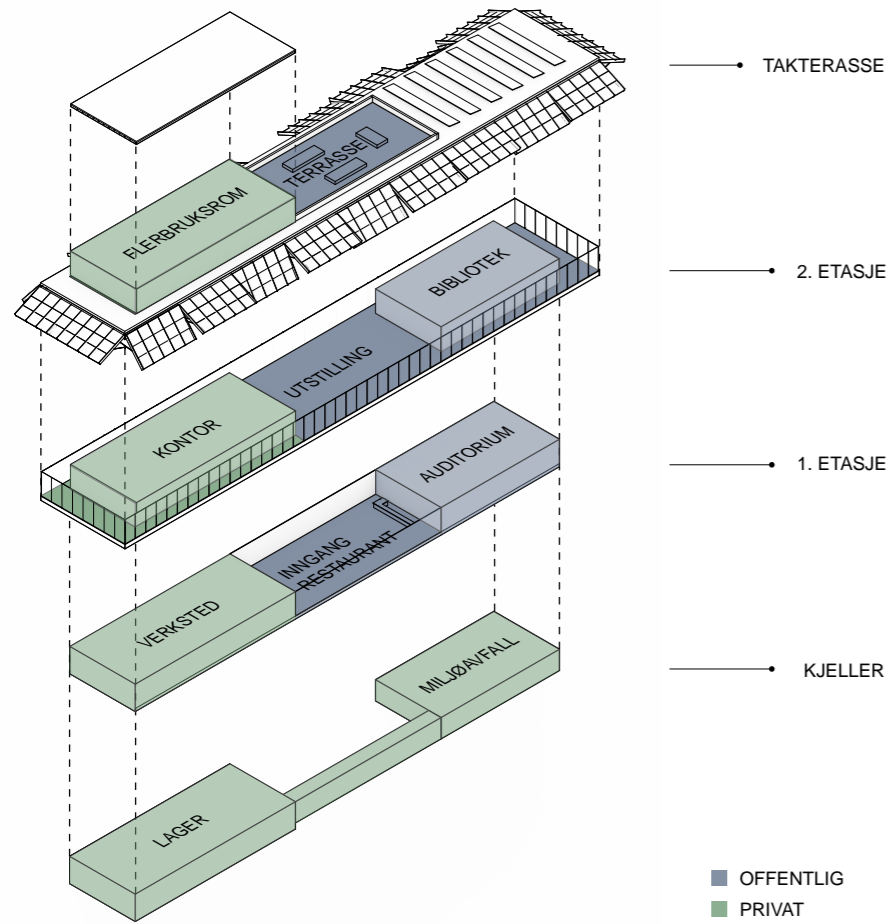 TAKTERASSE
TERRASSE
FLERBRUKSROM
2. ETASJE
BIBLIOTEK
UTSTILLING
KONTOR
1. ETASJE
AUDITORIUM
INNGANG
RESTAURANT
VERKSTED
KJELLER
MILJØAVFALL
LAGER
OFFENTLIG
PRIVAT